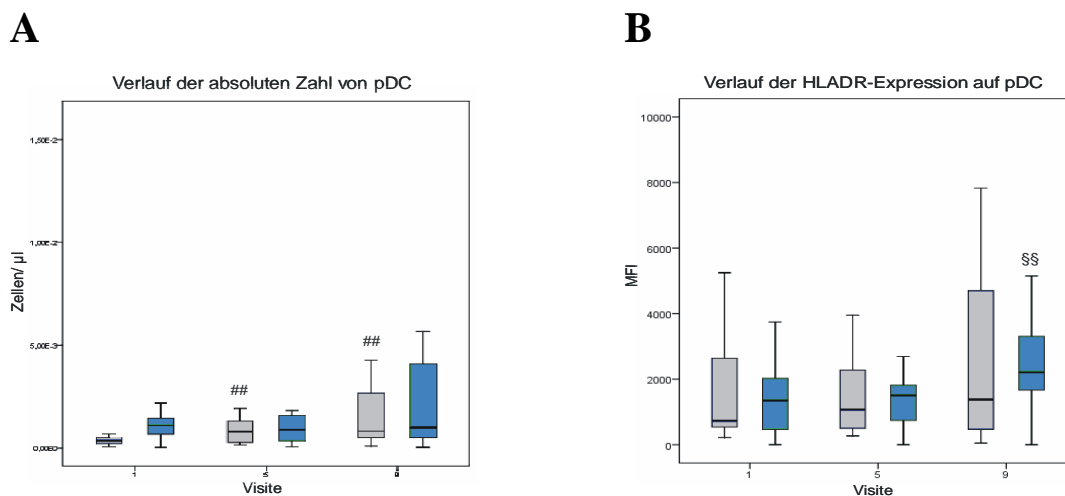 A
B
Verlauf der absoluten Zahl von pDC
Verlauf der HLADR-Expression auf pDC
Zellen/ µl
1,50E-2
1,00E-2
5,00E-3
0,00E0
##
##
1
5
9
Visite
MFI
10000
8000
6000
4000
2000
0
§§
1
5
9
Visite